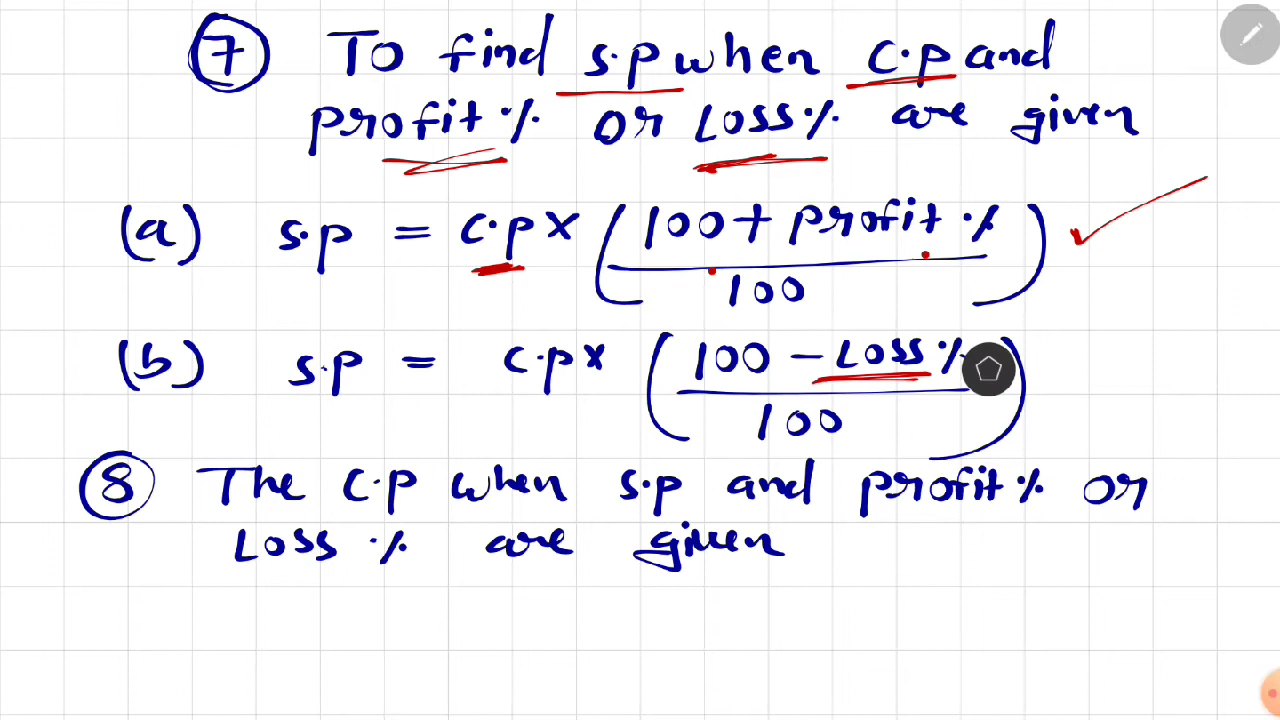 7 To find s.p when c.p and
profit % or Loss % are given
(a) s.p = c.p x (100 + profit % / 100)
(b) s.p = c.p x (100 - Loss % / 100)
8 The c.p when s.p and profit % or
Loss % are given